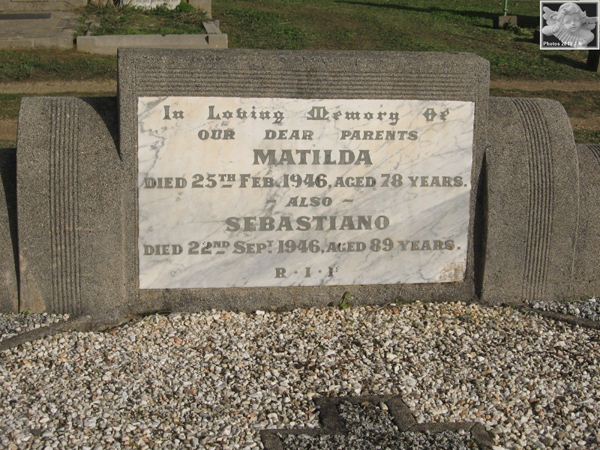 In Loving Memory Of
OUR DEAR PARENTS
MATILDA
DIED 25TH FEB. 1946, AGED 78 YEARS.
~ ALSO ~
SEBASTIANO
DIED 22ND SEPT 1946, AGED 89 YEARS.
R · I · P